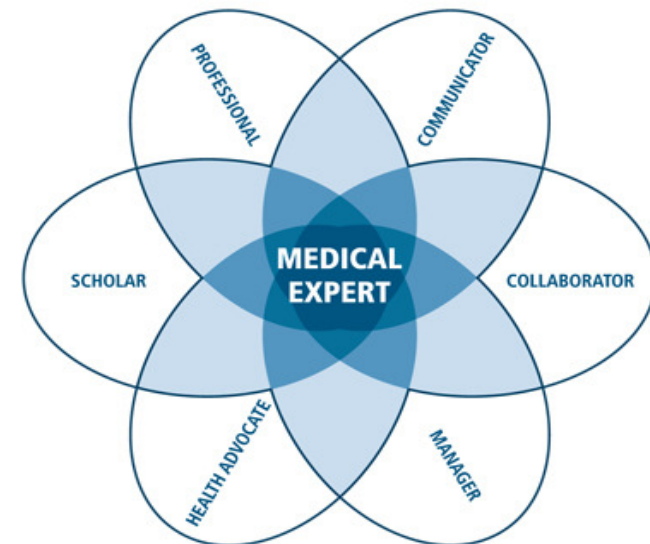 PROFESSIONAL
COMMUNICATOR
SCHOLAR
MEDICAL
EXPERT
COLLABORATOR
HEALTH ADVOCATE
MANAGER